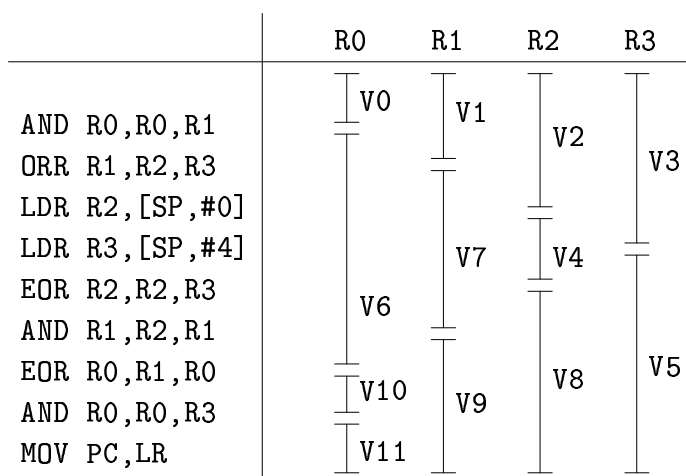 R0 R1 R2 R3
V0
V1
V2
AND R0,R0,R1
V3
ORR R1,R2,R3
LDR R2,[SP,#0]
LDR R3,[SP,#4]
V7
V4
EOR R2,R2,R3
V6
AND R1,R2,R1
EOR R0,R1,R0
V5
V8
V10
V9
AND R0,R0,R3
MOV PC,LR
V11